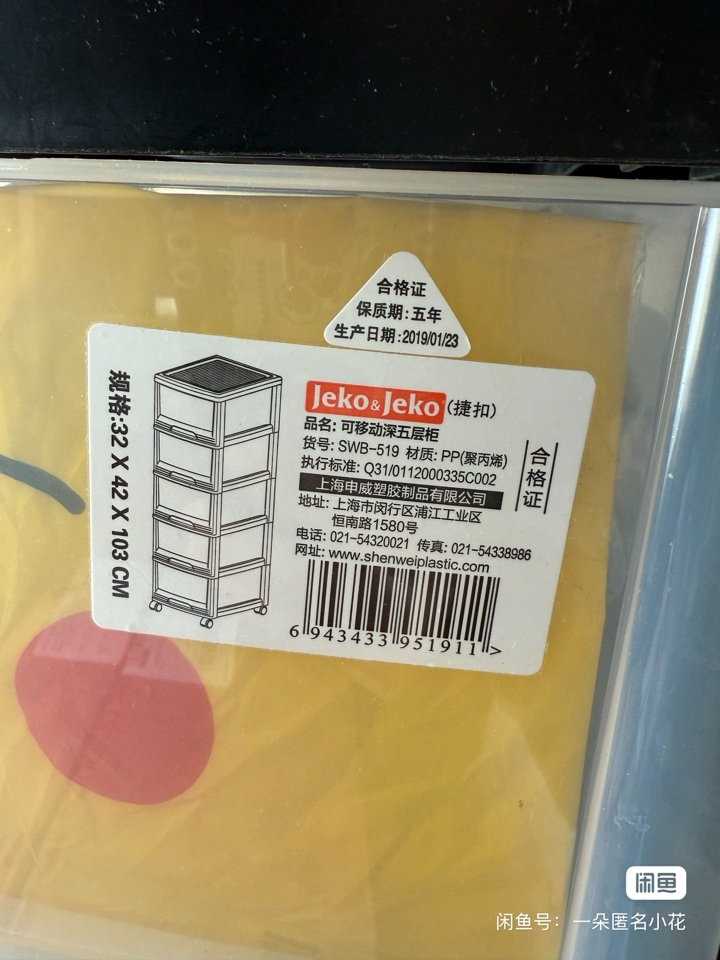 合格证
保质期:五年
生产日期:2019/01/23
规格:32 X 42 X 103 CM
Jeko&Jeko(捷扣)
品名: 可移动深五层柜
货号: SWB-519 材质: PP(聚丙烯)
执行标准: Q31/0112000335C002
上海申威塑胶制品有限公司
地址: 上海市闵行区浦江工业区
恒南路1580号
电话: 021-54320021 传真: 021-54338986
网址: www.shenweiplastic.com
6 943433 951911 >
合格证
闲鱼
闲鱼号：一朵匿名小花